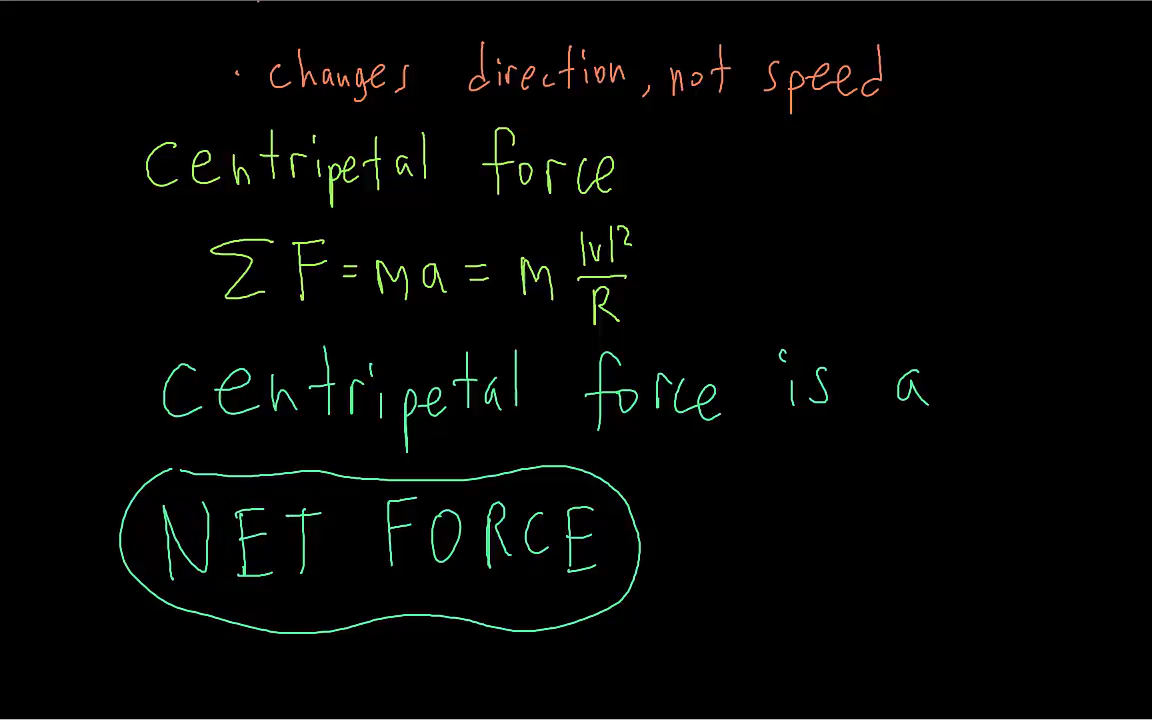 · changes direction, not speed
centripetal force
ΣF = ma = m |v|²/R
centripetal force is a
NET FORCE